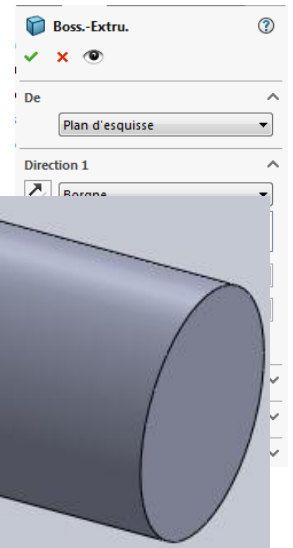 Boss.-Extru.
De
Plan d'esquisse
Direction 1
Borgne